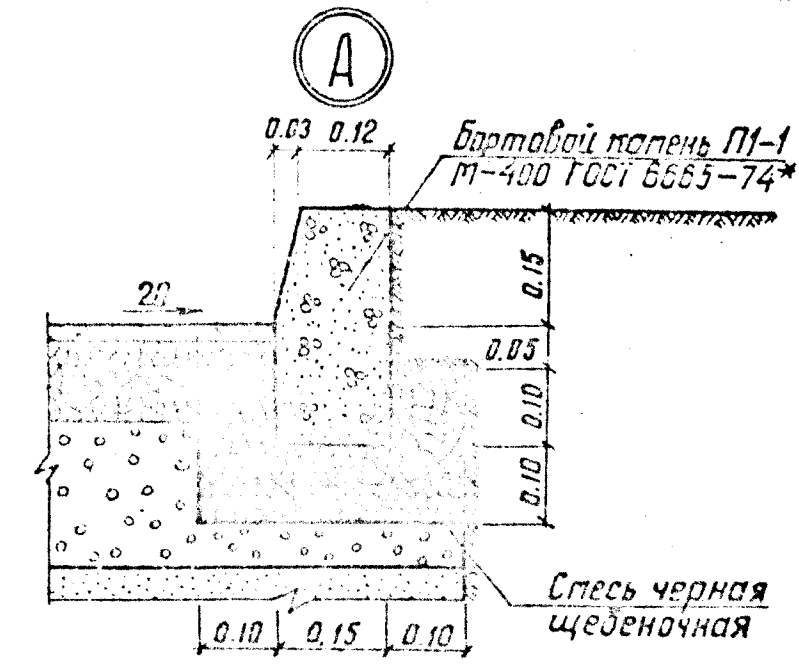 А
0.03 0.12
Бортовой камень П1-1
М-400 ГОСТ 6665-74*
20
0.15
0.05
0.10
0.10
Смесь черная
щебеночная
0.10 0.15 0.10